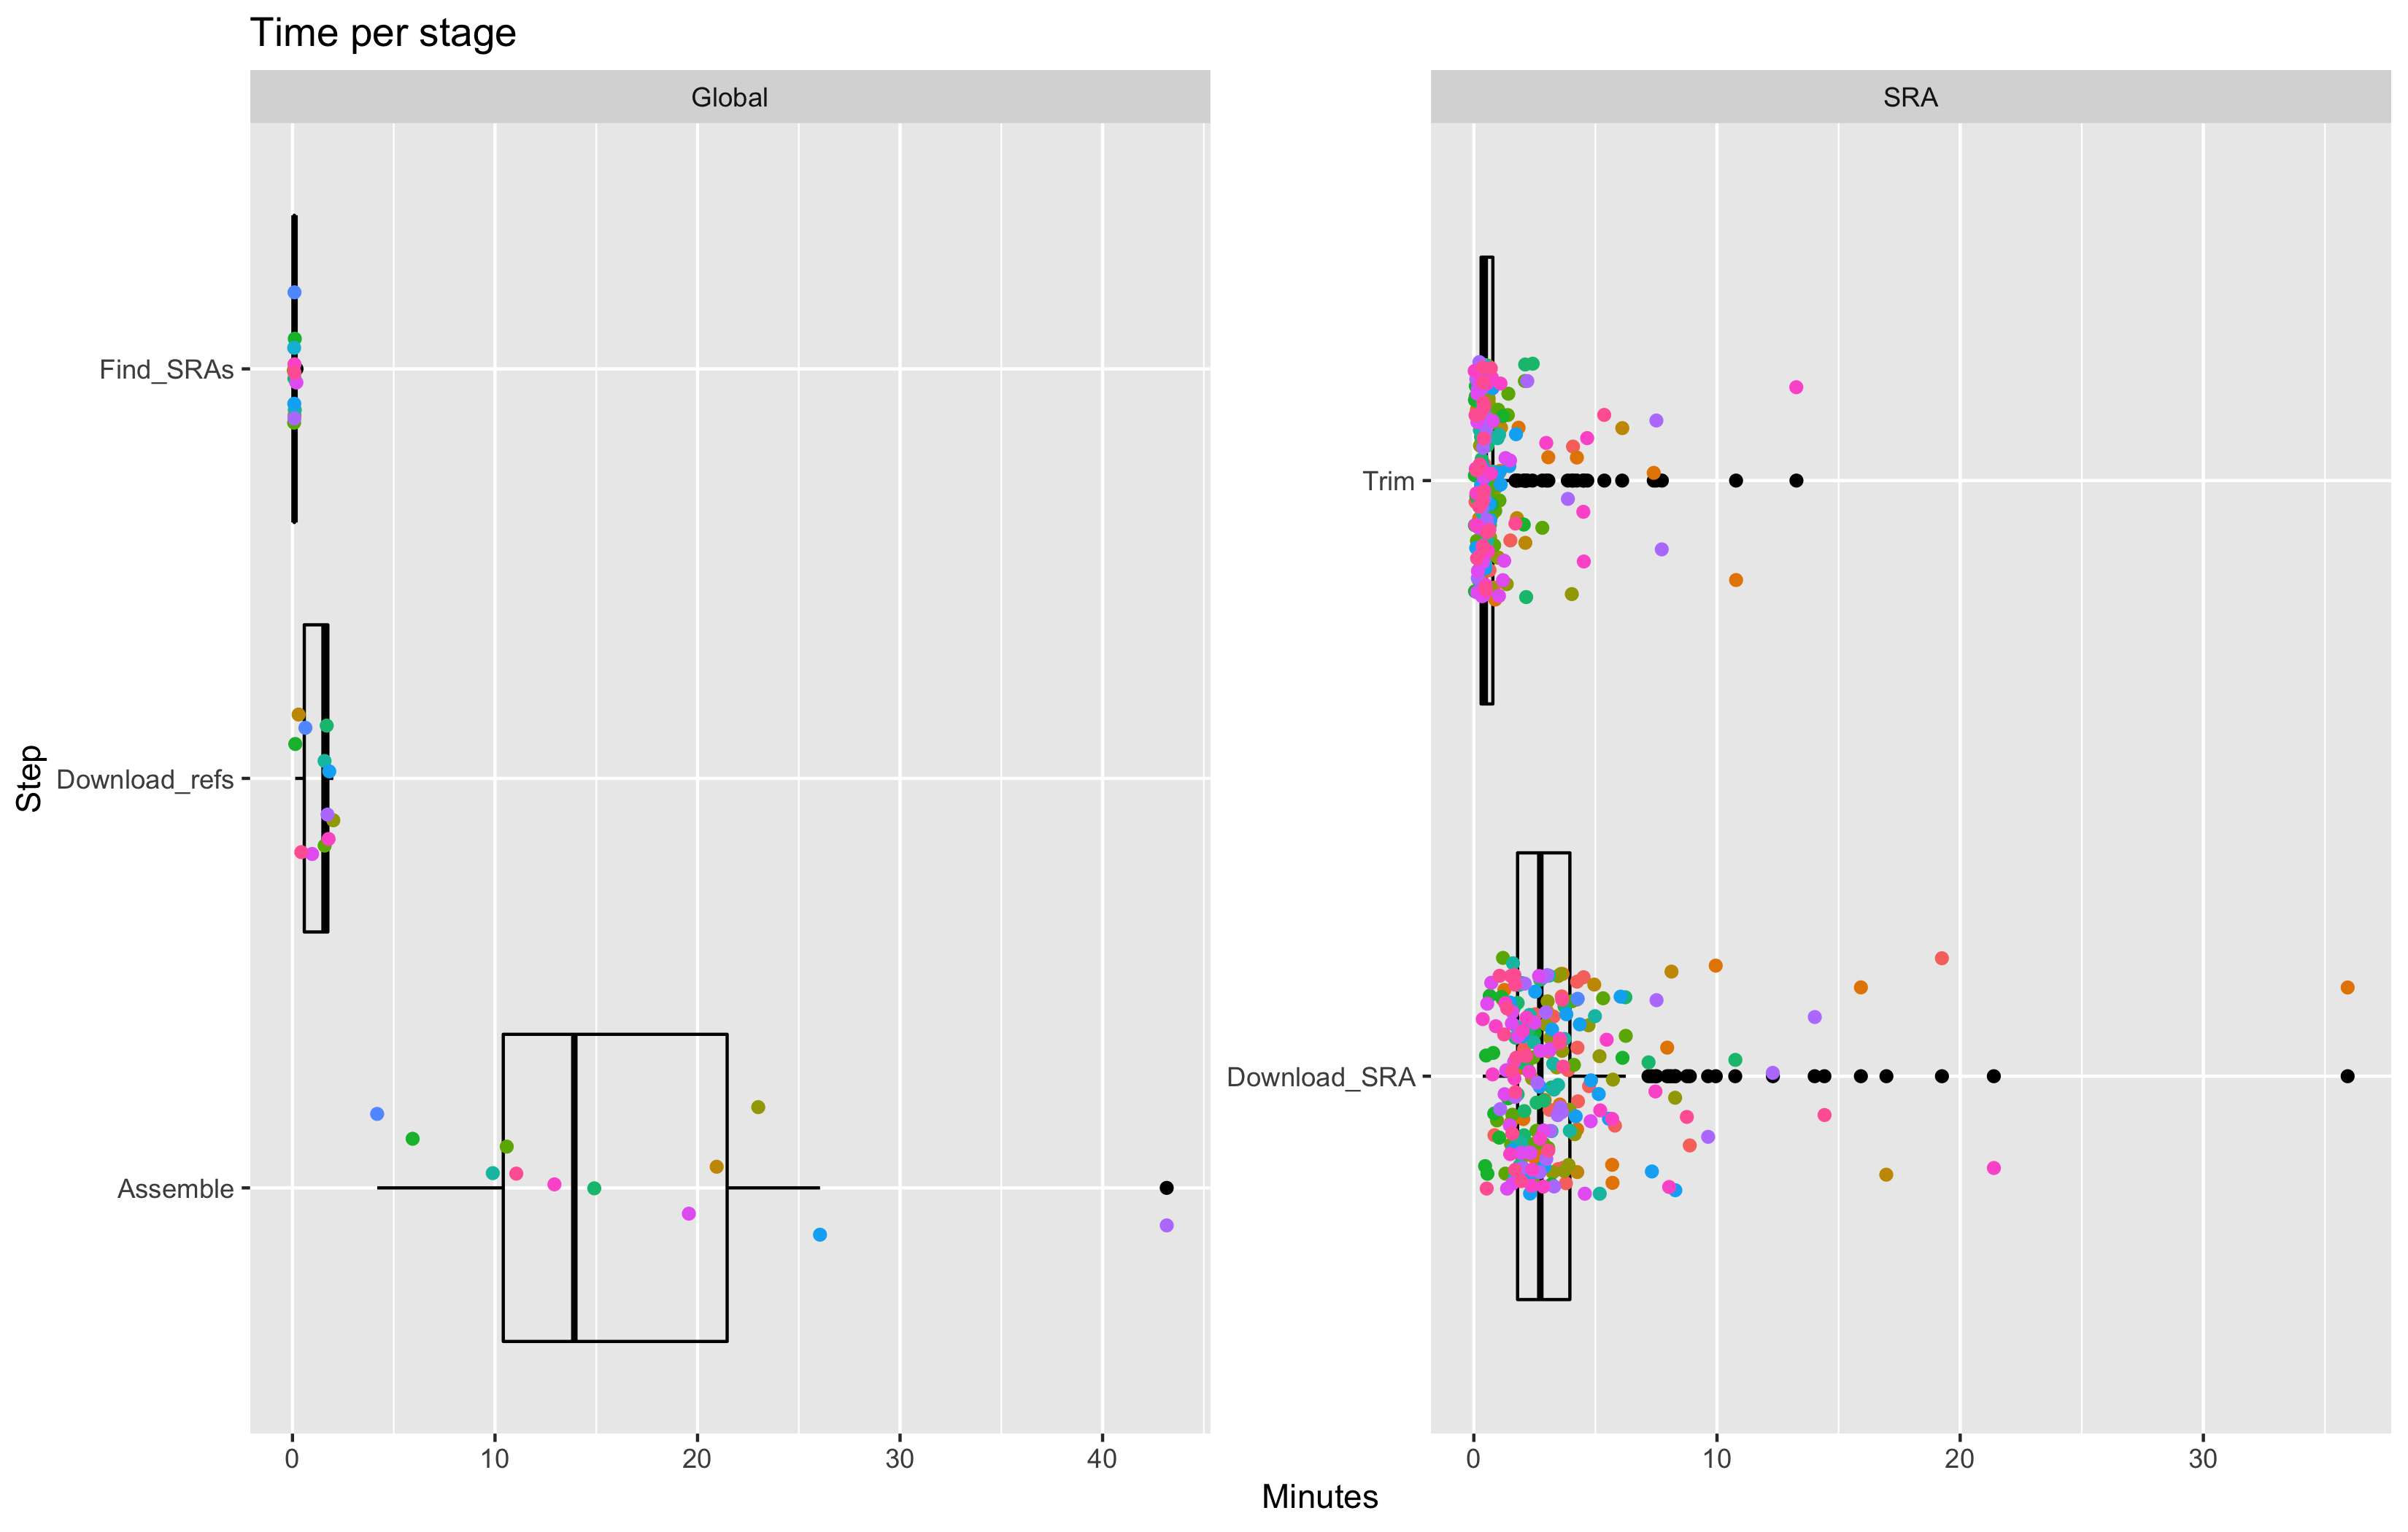 Time per stage
Global
SRA
Find_SRAs
Download_refs
Assemble
Trim
Download_SRA
Step
0 10 20 30 40
0 10 20 30
Minutes